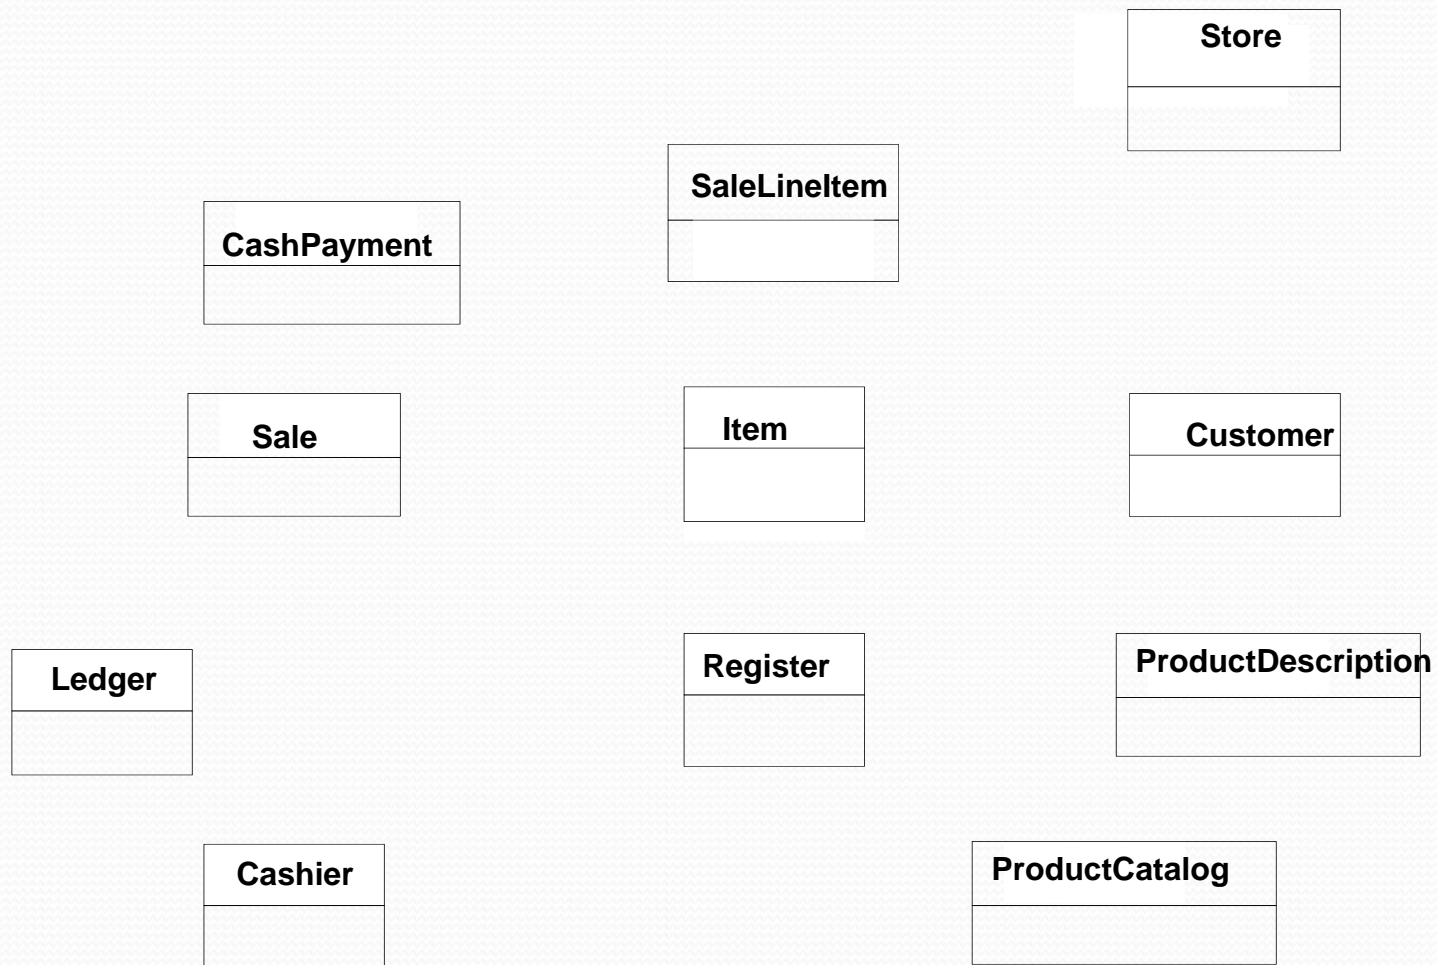 Store
SaleLineItem
CashPayment
Sale
Item
Customer
Ledger
Register
ProductDescription
Cashier
ProductCatalog